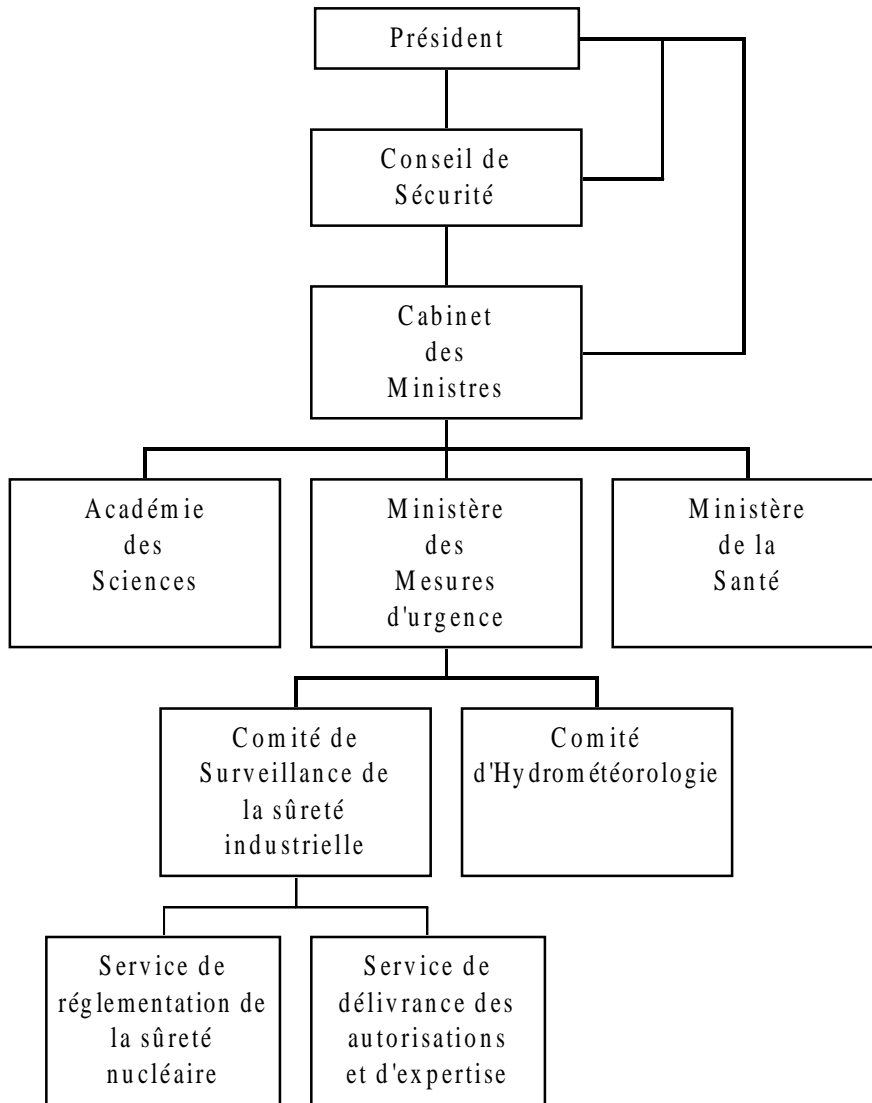 Président
Conseil de
Sécurité
Cabinet
des
Ministres
Académie
des
Sciences
Ministère
des
Mesures
d'urgence
Ministère
de la
Santé
Comité de
Surveillance de
la sûreté
industrielle
Comité
d'Hydrométéorologie
Service de
réglementation de
la sûreté
nucléaire
Service de
délivrance des
autorisations
et d'expertise